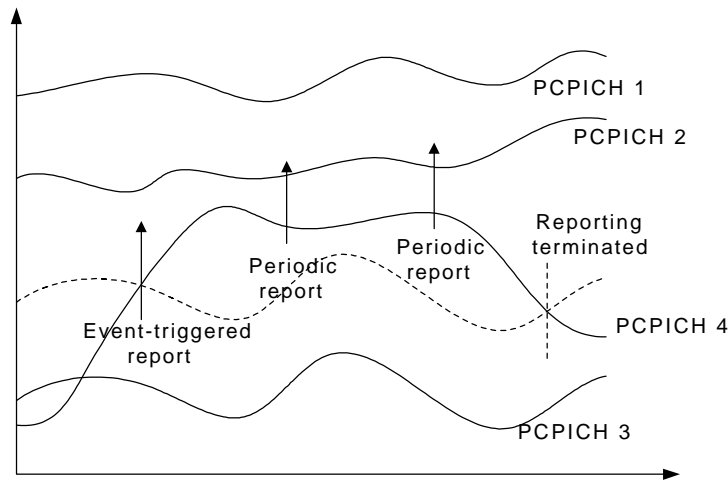 PCPICH 1
PCPICH 2
Reporting
terminated
Periodic
report
Periodic
report
Event-triggered
report
PCPICH 4
PCPICH 3